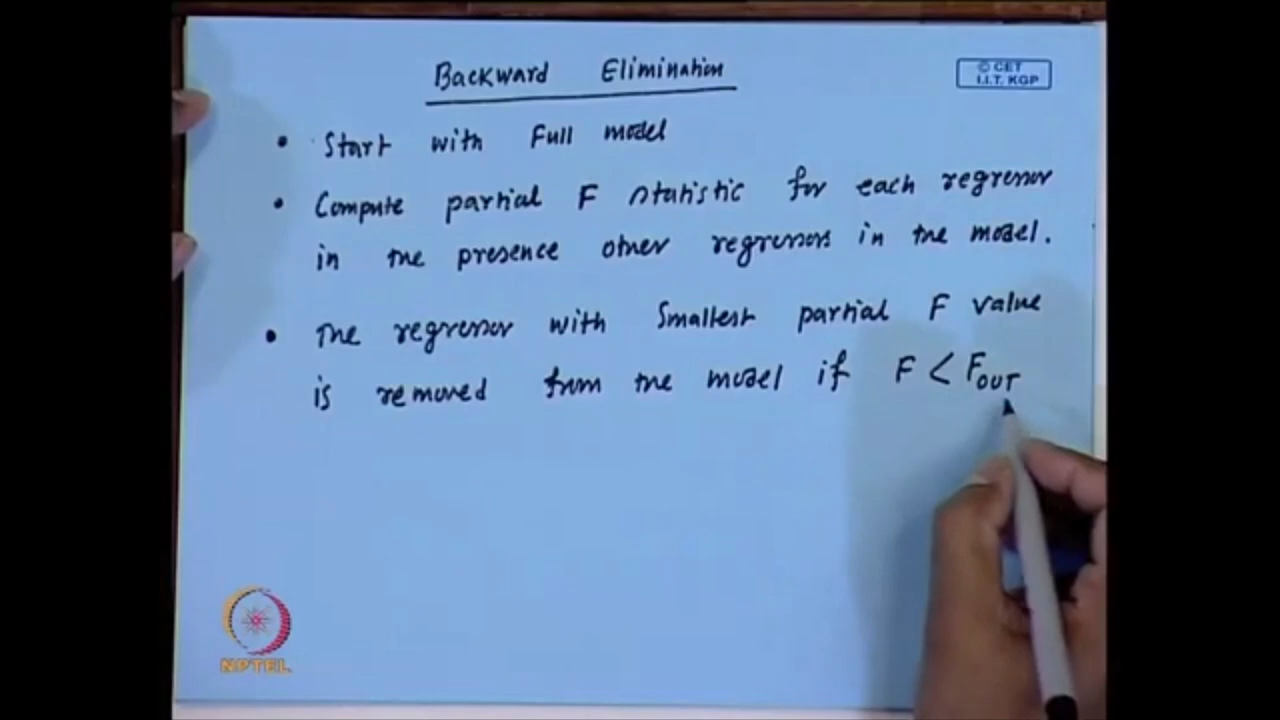 Backward Elimination
© CET
I.I.T. KGP
• Start with Full model
• Compute partial F statistic for each regressor
in the presence other regressors in the model.
• The regressor with Smallest partial F value
is removed from the model if F < FOUT
NPTEL